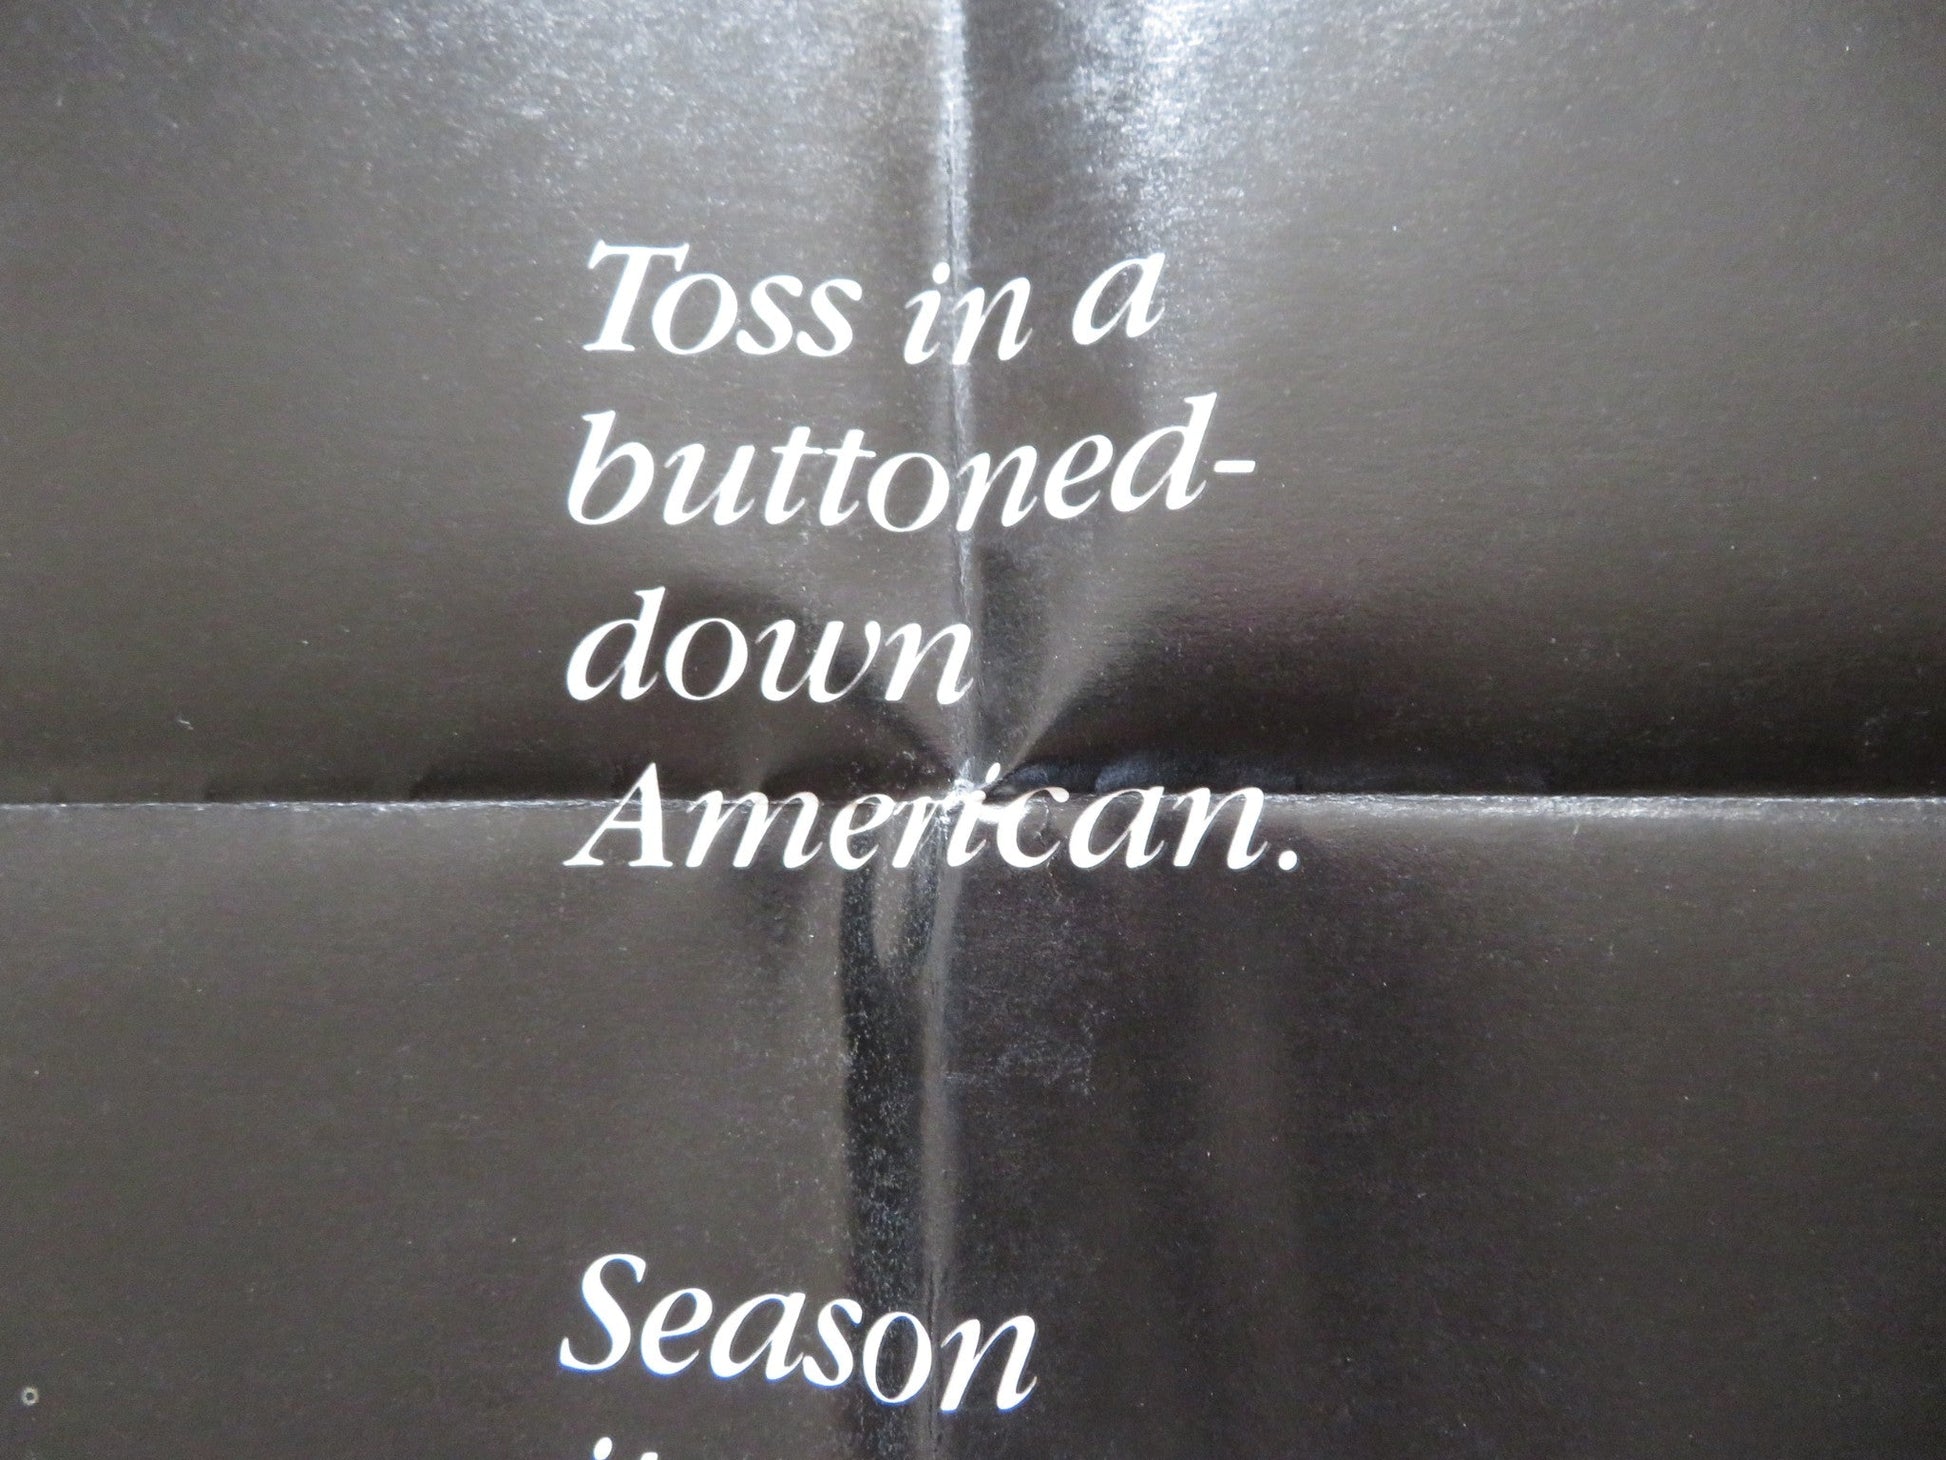 Toss in a
buttoned-
down
American.
Season